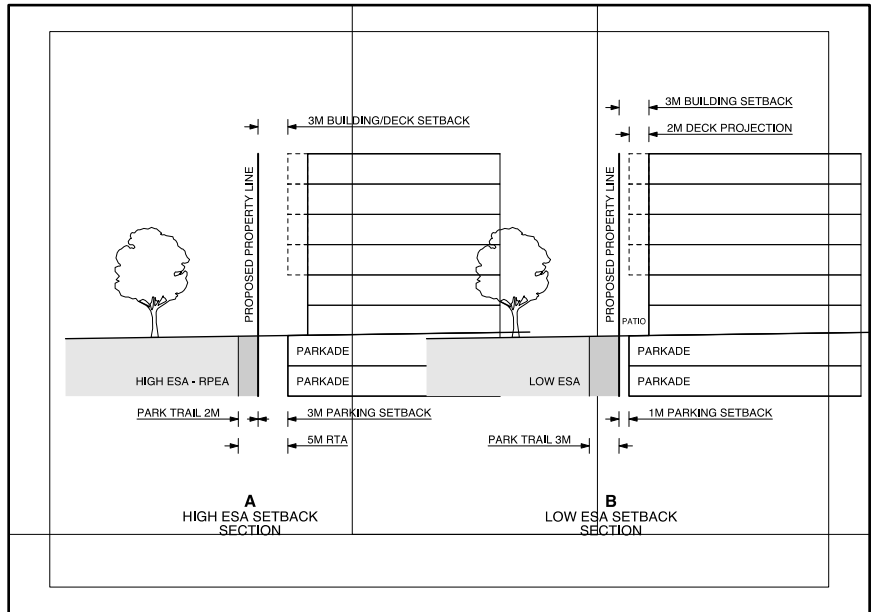 3M BUILDING/DECK SETBACK
PROPOSED PROPERTY LINE
PARKADE
PARKADE
HIGH ESA - RPEA
PARK TRAIL 2M
3M PARKING SETBACK
5M RTA
A
HIGH ESA SETBACK
SECTION
3M BUILDING SETBACK
2M DECK PROJECTION
PROPOSED PROPERTY LINE
PATIO
PARKADE
PARKADE
LOW ESA
1M PARKING SETBACK
PARK TRAIL 3M
B
LOW ESA SETBACK
SECTION